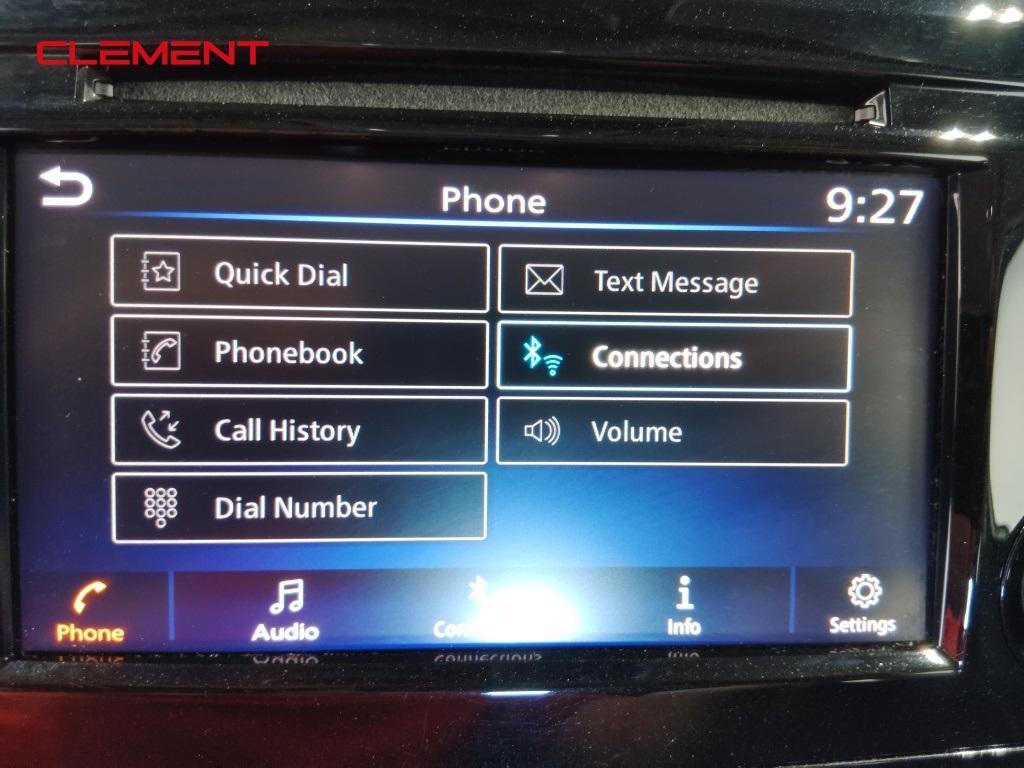 CLEMENT
Phone
9:27
Quick Dial
Text Message
Phonebook
Connections
Call History
Volume
Dial Number
Phone
Audio
Info
Settings